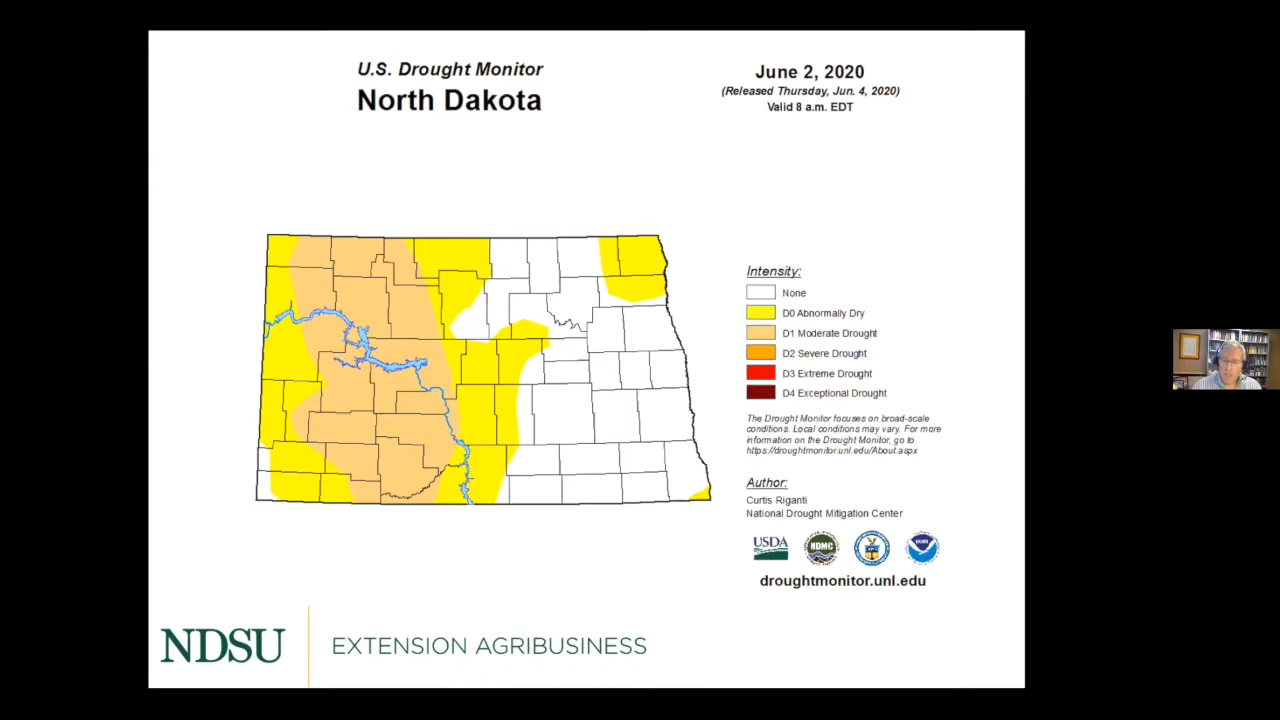 U.S. Drought Monitor
North Dakota
June 2, 2020
(Released Thursday, Jun. 4, 2020)
Valid 8 a.m. EDT
Intensity:
None
D0 Abnormally Dry
D1 Moderate Drought
D2 Severe Drought
D3 Extreme Drought
D4 Exceptional Drought
The Drought Monitor focuses on broad-scale
conditions. Local conditions may vary. For more
information on the Drought Monitor, go to
https://droughtmonitor.unl.edu/About.aspx
Author:
Curtis Riganti
National Drought Mitigation Center
USDA
NDMC
droughtmonitor.unl.edu
NDSU
EXTENSION AGRIBUSINESS